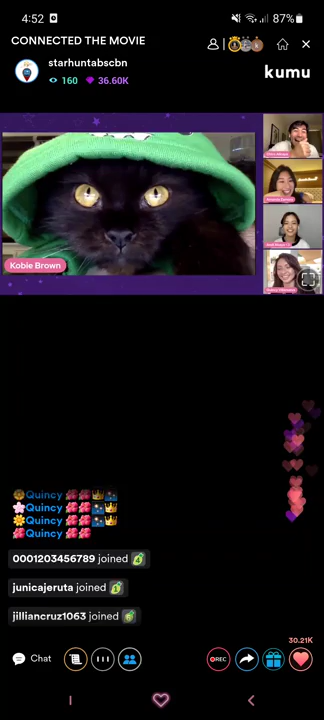 4:52
87%
CONNECTED THE MOVIE
starhuntabscbn
160
36.60K
kumu
Kobie Brown
Quincy
Quincy
Quincy
Quincy
0001203456789 joined
junicajeruta joined
jilliancruz1063 joined
30.21K
Chat
REC